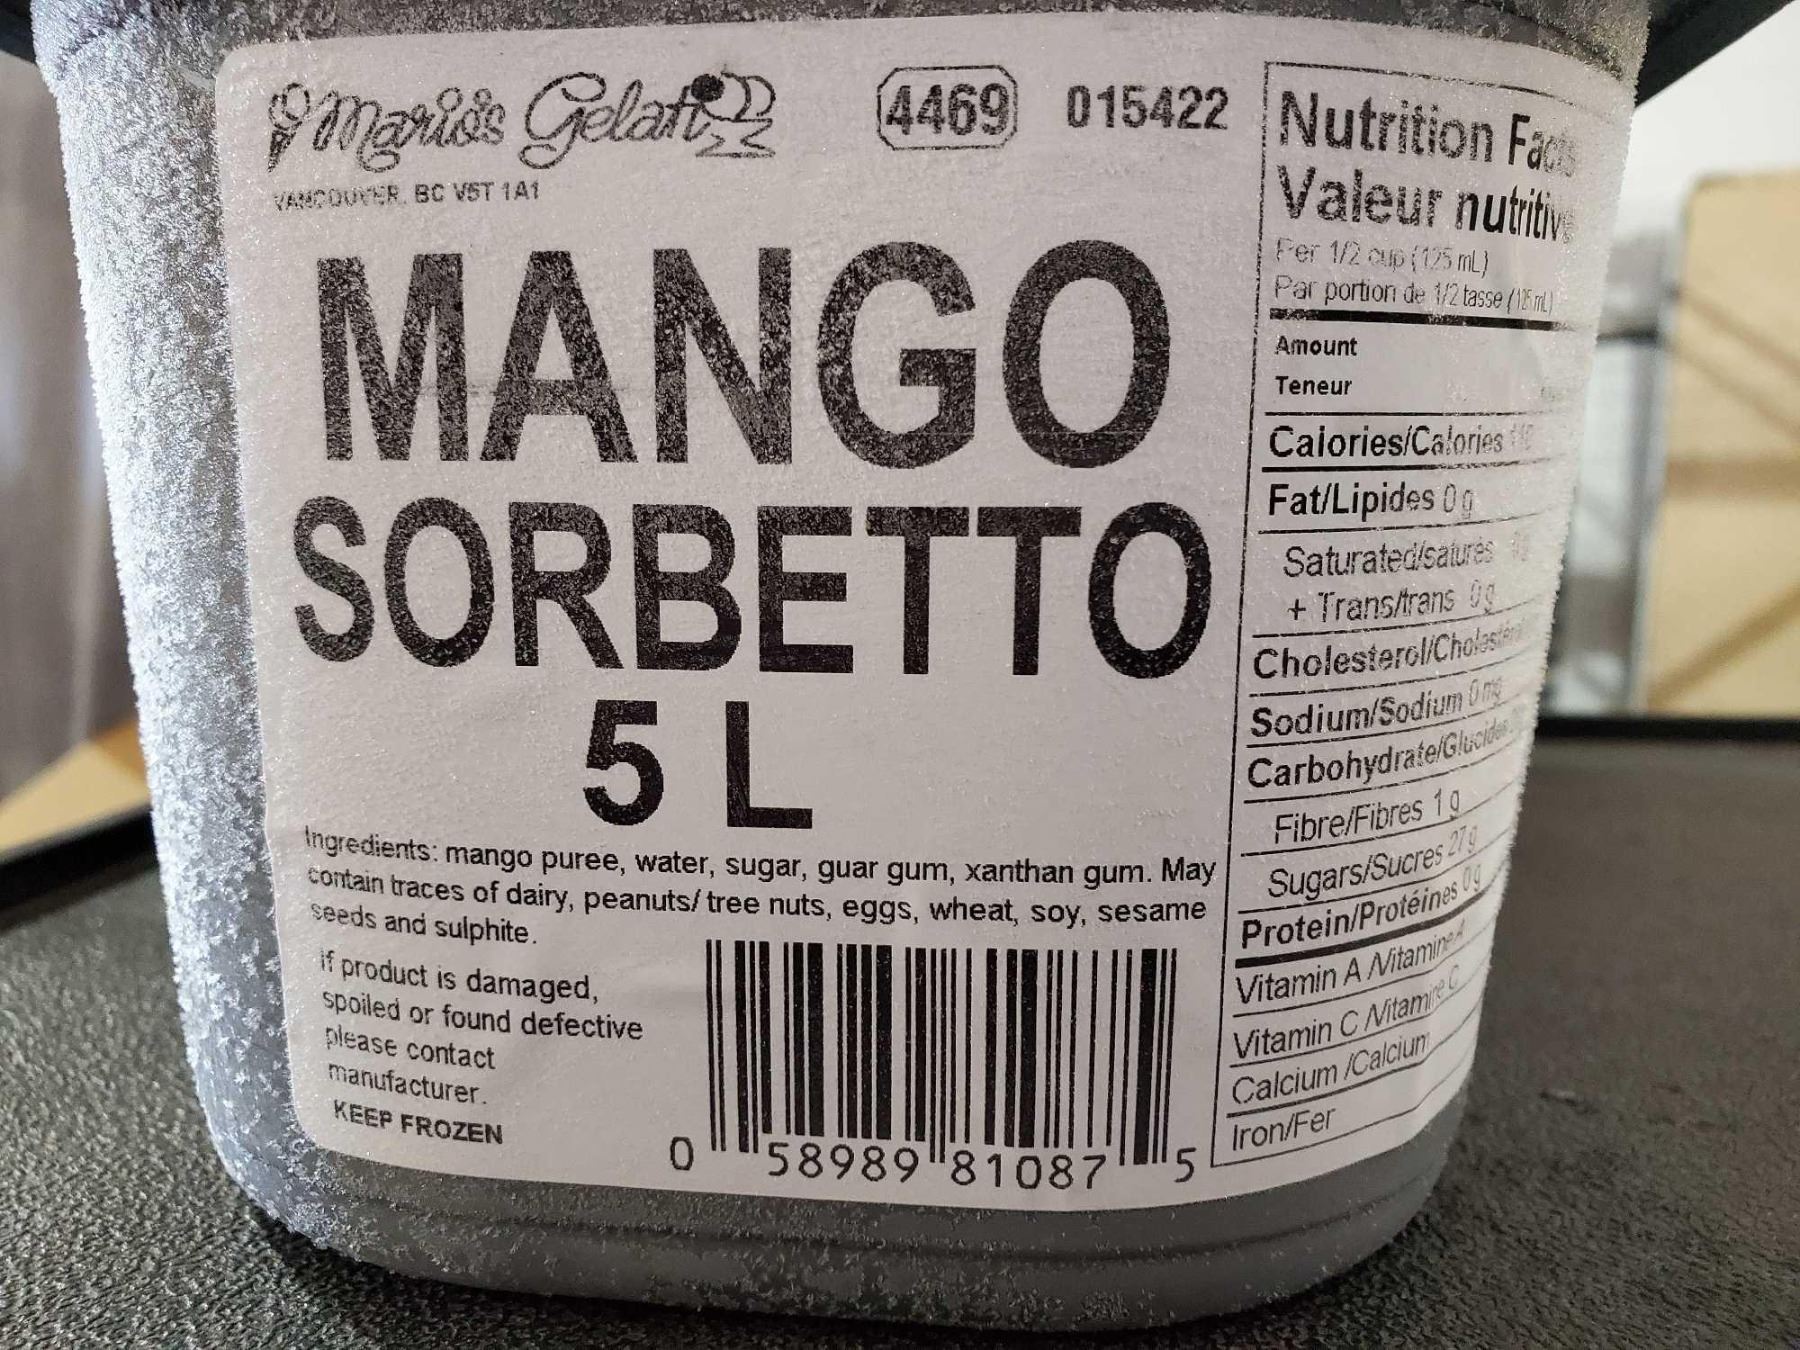 Mario's Gelati
4469 015422
VANCOUVER, BC V5T 1A1
MANGO
SORBETTO
5 L
Ingredients: mango puree, water, sugar, guar gum, xanthan gum. May
contain traces of dairy, peanuts/ tree nuts, eggs, wheat, soy, sesame
seeds and sulphite.
If product is damaged,
spoiled or found defective
please contact
manufacturer.
KEEP FROZEN
0 58989 81087 5
Nutrition Facts
Valeur nutritive
Per 1/2 cup (125 mL)
Par portion de 1/2 tasse (125 mL)
Amount
Teneur
Calories/Calories
Fat/Lipides 0 g
Saturated/saturés
+ Trans/trans 0 g
Cholesterol/Cholestérol
Sodium/Sodium 0 mg
Carbohydrate/Glucides
Fibre/Fibres 1 g
Sugars/Sucres 27 g
Protein/Protéines 0 g
Vitamin A /Vitamine A
Vitamin C /Vitamine C
Calcium /Calcium
Iron/Fer